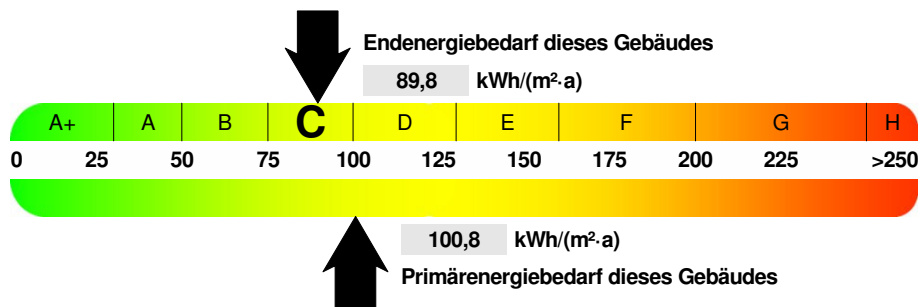 Endenergiebedarf dieses Gebäudes
89,8 kWh/(m²·a)
A+ A B C D E F G H
0 25 50 75 100 125 150 175 200 225 >250
100,8 kWh/(m²·a)
Primärenergiebedarf dieses Gebäudes